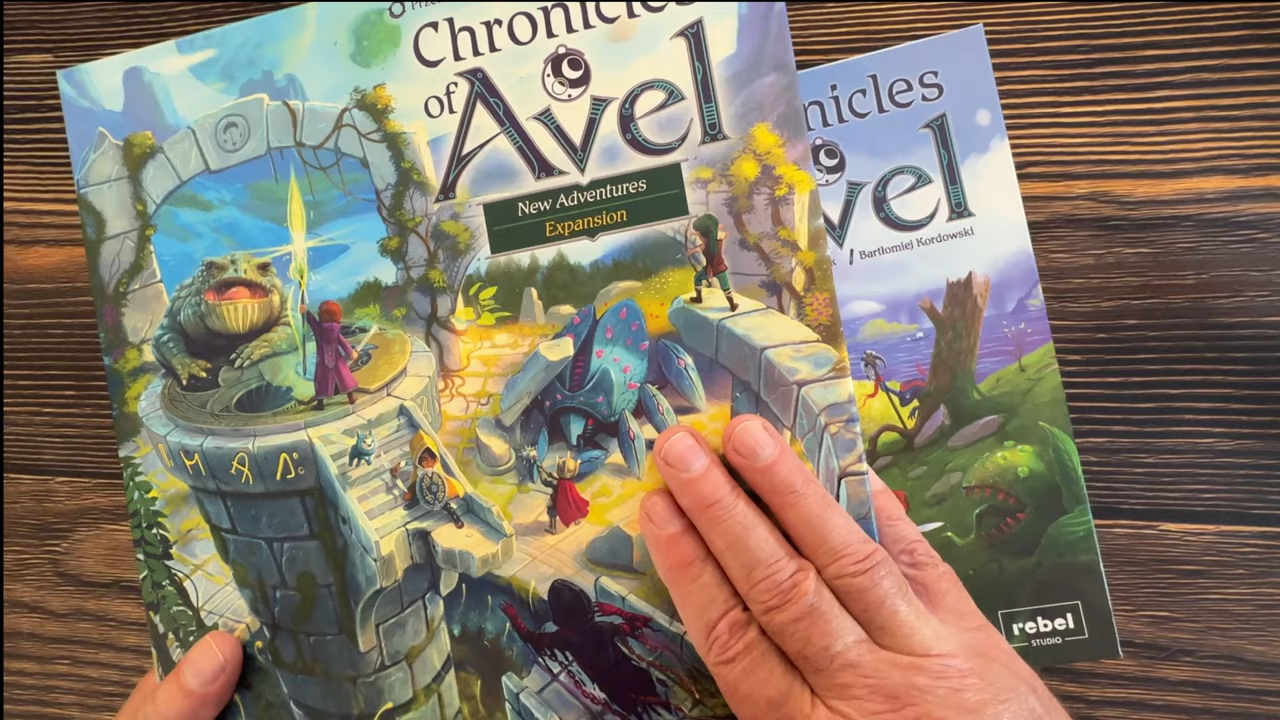 Chronicles
of Avel
New Adventures
Expansion
nicles
vel
Bartłomiej Kordowski
rebel
STUDIO